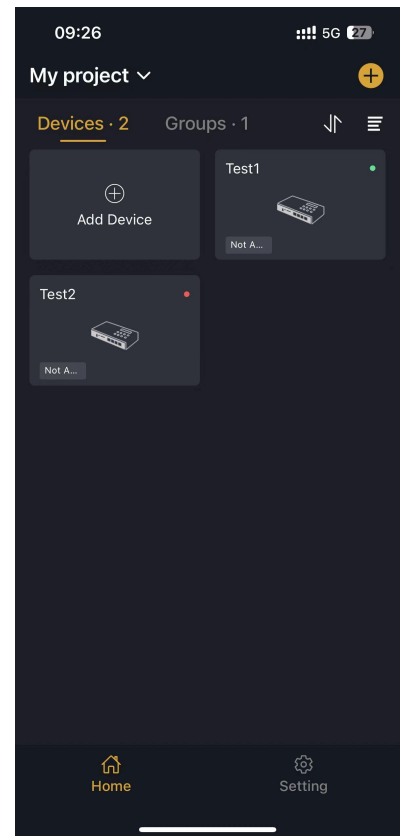 09:26
5G 27
My project
Devices · 2
Groups · 1
Add Device
Test1
Not A...
Test2
Not A...
Home
Setting